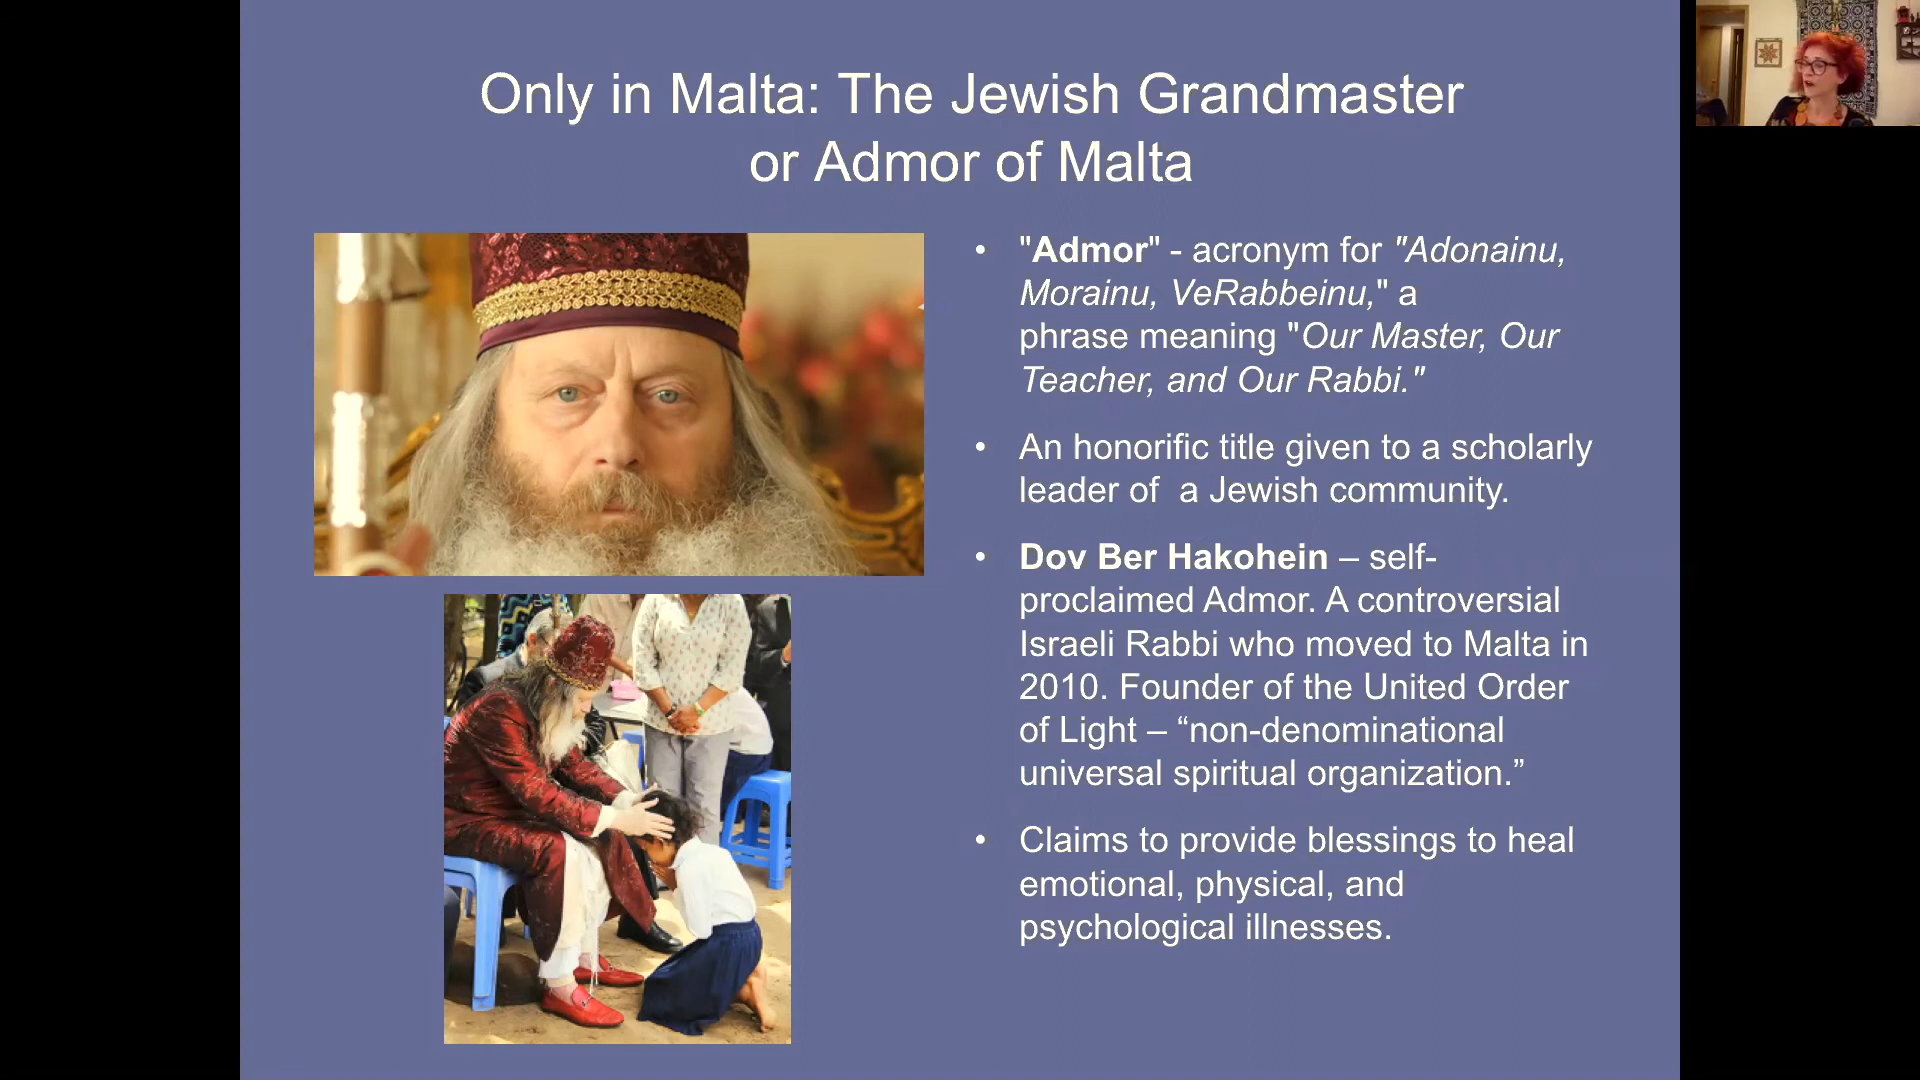 Only in Malta: The Jewish Grandmaster
or Admor of Malta
• "Admor" - acronym for "Adonainu,
Morainu, VeRabbeinu," a
phrase meaning "Our Master, Our
Teacher, and Our Rabbi."
• An honorific title given to a scholarly
leader of  a Jewish community.
• Dov Ber Hakohein – self-
proclaimed Admor. A controversial
Israeli Rabbi who moved to Malta in
2010. Founder of the United Order
of Light – “non-denominational
universal spiritual organization.”
• Claims to provide blessings to heal
emotional, physical, and
psychological illnesses.